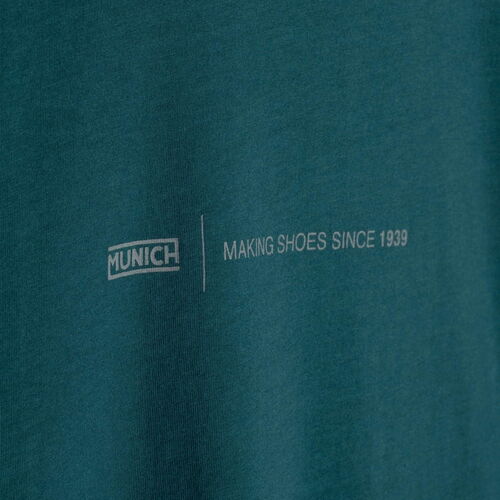 MUNICH
MAKING SHOES SINCE 1939